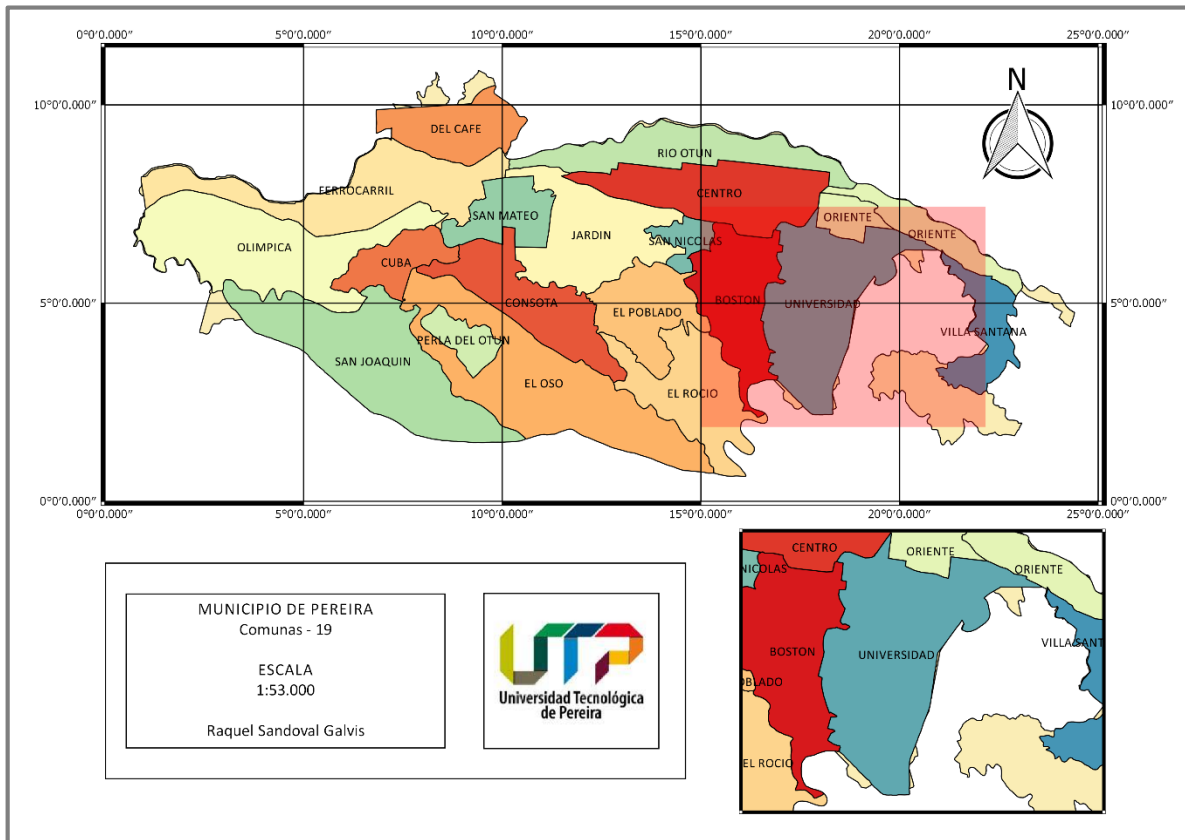 0°0′0.000″ 5°0′0.000″ 10°0′0.000″ 15°0′0.000″ 20°0′0.000″ 25°0′0.000″
10°0′0.000″ 10°0′0.000″
N
DEL CAFE
RIO OTUN
FERROCARRIL
CENTRO
SAN MATEO
ORIENTE
JARDIN
ORIENTE
OLIMPICA
SAN NICOLAS
CUBA
5°0′0.000″ 5°0′0.000″
CONSOTA
BOSTON
UNIVERSIDAD
EL POBLADO
VILLA SANTANA
PERLA DEL OTUN
SAN JOAQUIN
EL OSO
EL ROCIO
0°0′0.000″ 0°0′0.000″
0°0′0.000″ 5°0′0.000″ 10°0′0.000″ 15°0′0.000″ 20°0′0.000″ 25°0′0.000″
MUNICIPIO DE PEREIRA
Comunas - 19
ESCALA
1:53.000
Raquel Sandoval Galvis
UTP
Universidad Tecnológica
de Pereira
CENTRO
ORIENTE
NICOLAS
ORIENTE
VILLA SANT
BOSTON
UNIVERSIDAD
OBLADO
EL ROCIO